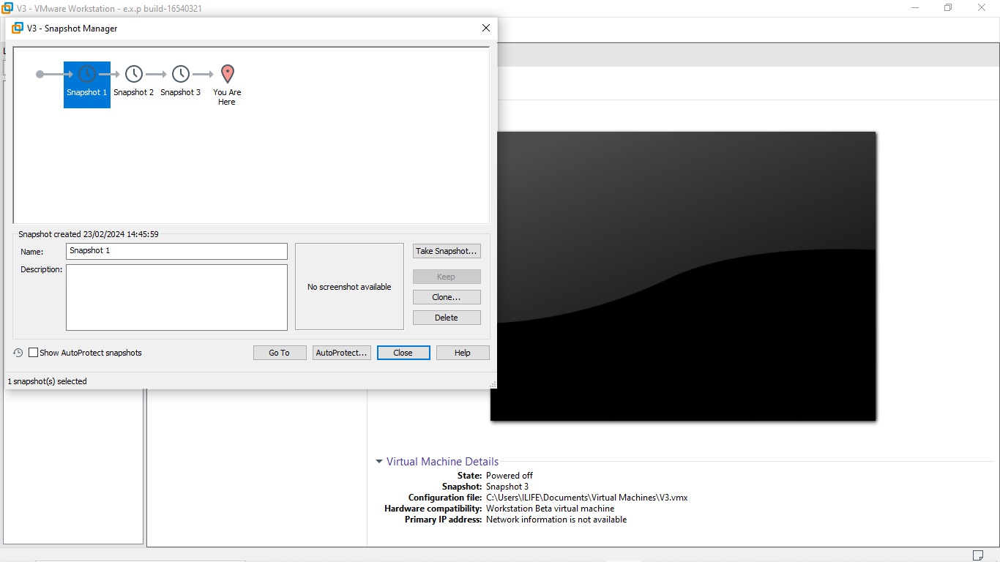 V3 - VMware Workstation - e.x.p build-16540321
V3 - Snapshot Manager
Snapshot 1
Snapshot 2
Snapshot 3
You Are
Here
Snapshot created 23/02/2024 14:45:59
Name:
Snapshot 1
Description:
No screenshot available
Take Snapshot...
Keep
Clone...
Delete
Show AutoProtect snapshots
Go To
AutoProtect...
Close
Help
1 snapshot(s) selected
Virtual Machine Details
State: Powered off
Snapshot: Snapshot 3
Configuration file: C:\Users\ILIFE\Documents\Virtual Machines\V3.vmx
Hardware compatibility: Workstation Beta virtual machine
Primary IP address: Network information is not available